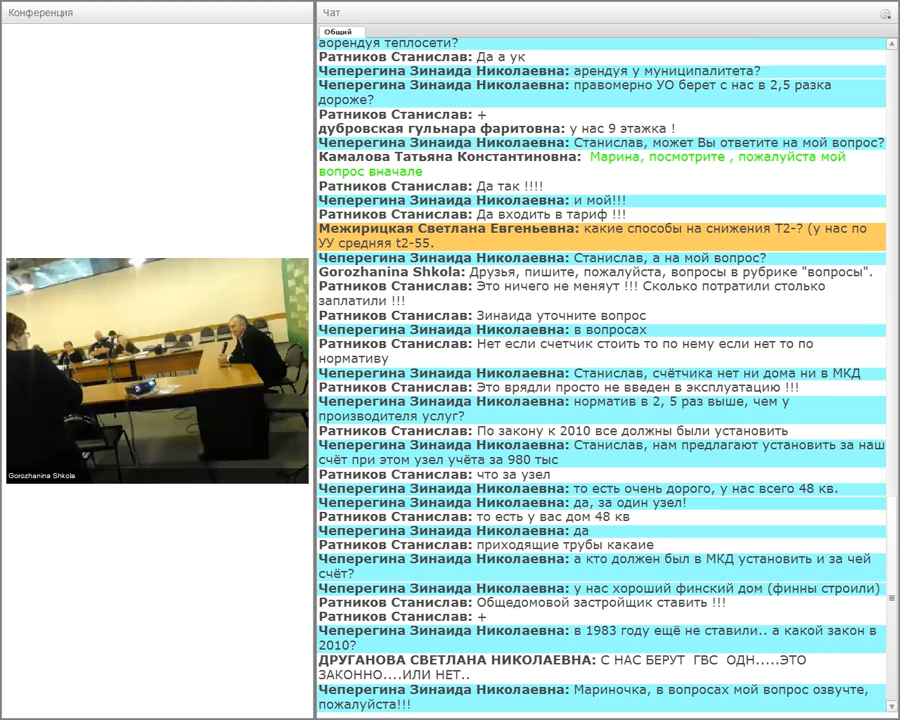 Конференция
Чат
Общий
аорендуя теплосети?
Ратников Станислав: Да а ук
Чеперегина Зинаида Николаевна: арендуя у муниципалитета?
Чеперегина Зинаида Николаевна: правомерно УО берет с нас в 2,5 разка
дороже?
Ратников Станислав: +
дубровская гульнара фаритовна: у нас 9 этажка !
Чеперегина Зинаида Николаевна: Станислав, может Вы ответите на мой вопрос?
Камалова Татьяна Константиновна: Марина, посмотрите , пожалуйста мой
вопрос вначале
Ратников Станислав: Да так !!!!
Чеперегина Зинаида Николаевна: и мой!!!
Ратников Станислав: Да входить в тариф !!!
Межирицкая Светлана Евгеньевна: какие способы на снижения Т2-? (у нас по
УУ средняя t2-55.
Чеперегина Зинаида Николаевна: Станислав, а на мой вопрос?
Gorozhanina Shkola: Друзья, пишите, пожалуйста, вопросы в рубрике "вопросы".
Ратников Станислав: Это ничего не меняут !!! Сколько потратили столько
заплатили !!!
Ратников Станислав: Зинаида уточните вопрос
Чеперегина Зинаида Николаевна: в вопросах
Ратников Станислав: Нет если счетчик стоить то по нему если нет то по
нормативу
Чеперегина Зинаида Николаевна: Станислав, счётчика нет ни дома ни в МКД
Ратников Станислав: Это врядли просто не введен в эксплуатацию !!!
Чеперегина Зинаида Николаевна: норматив в 2, 5 раз выше, чем у
производителя услуг?
Ратников Станислав: По закону к 2010 все должны были установить
Чеперегина Зинаида Николаевна: Станислав, нам предлагают установить за наш
счёт при этом узел учёта за 980 тыс
Ратников Станислав: что за узел
Чеперегина Зинаида Николаевна: то есть очень дорого, у нас всего 48 кв.
Чеперегина Зинаида Николаевна: да, за один узел!
Ратников Станислав: то есть у вас дом 48 кв
Чеперегина Зинаида Николаевна: да
Ратников Станислав: приходящие трубы какаие
Чеперегина Зинаида Николаевна: а кто должен был в МКД установить и за чей
счёт?
Чеперегина Зинаида Николаевна: у нас хороший финский дом (финны строили)
Ратников Станислав: Общедомовой застройщик ставить !!!
Ратников Станислав: +
Чеперегина Зинаида Николаевна: в 1983 году ещё не ставили.. а какой закон в
2010?
ДРУГАНОВА СВЕТЛАНА НИКОЛАЕВНА: С НАС БЕРУТ ГВС ОДН.....ЭТО
ЗАКОННО....ИЛИ НЕТ..
Чеперегина Зинаида Николаевна: Мариночка, в вопросах мой вопрос озвучте,
пожалуйста!!!
Gorozhanina Shkola